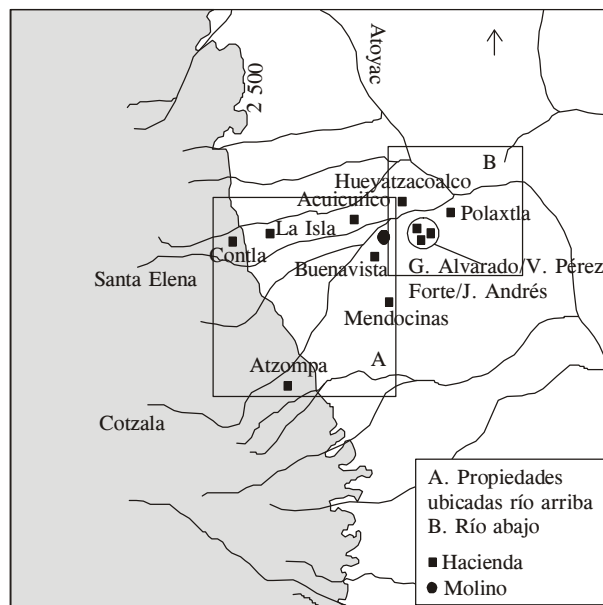 Atoyac
2 500
B
Hueyatzacoalco
Acuicuilco
Polaxtla
La Isla
Contla
G. Alvarado/V. Pérez
Forte/J. Andrés
Santa Elena
Buenavista
Mendocinas
Atzompa
A
Cotzala
A. Propiedades
ubicadas río arriba
B. Río abajo
Hacienda
Molino